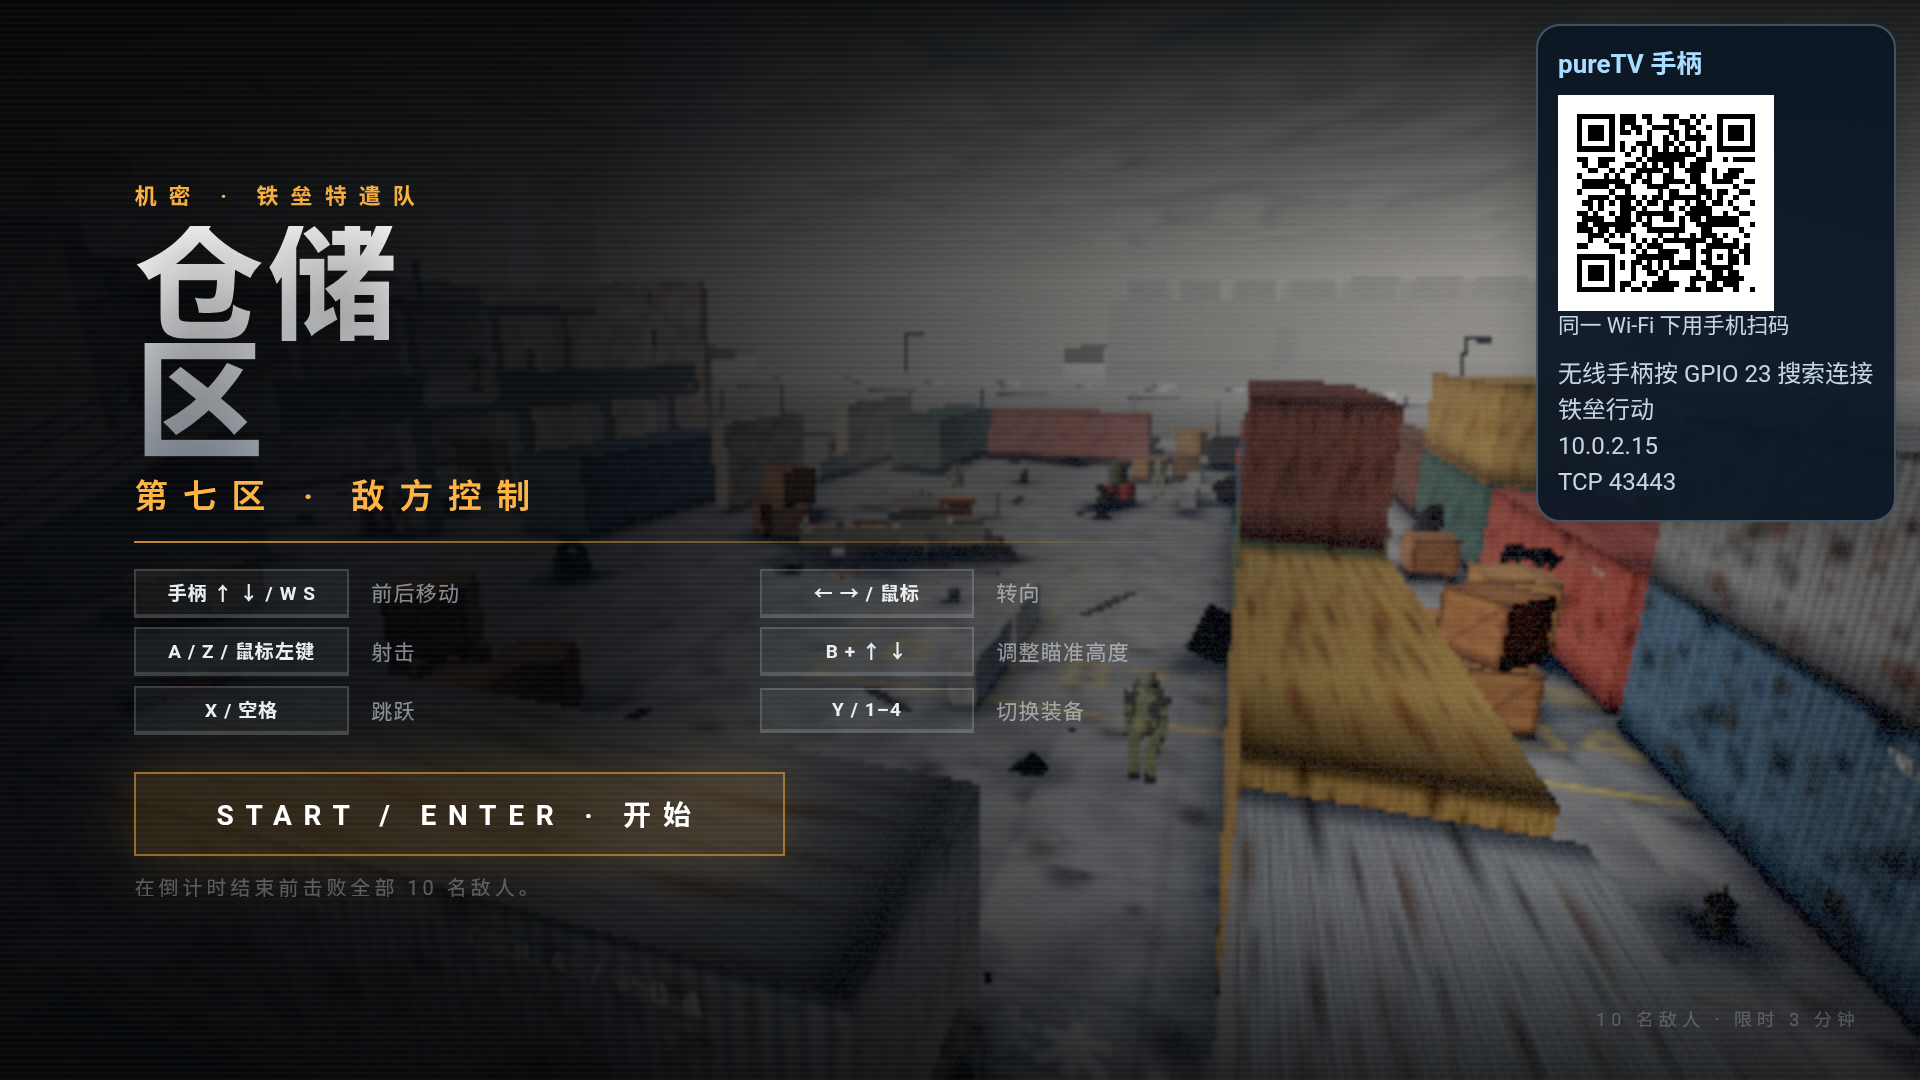 机密 · 铁垒特遣队
仓储
区
第七区 · 敌方控制
手柄 ↑ ↓ / W S 前后移动
← → / 鼠标 转向
A / Z / 鼠标左键 射击
B + ↑ ↓ 调整瞄准高度
X / 空格 跳跃
Y / 1–4 切换装备
START / ENTER · 开始
在倒计时结束前击败全部 10 名敌人。
pureTV 手柄
同一 Wi-Fi 下用手机扫码
无线手柄按 GPIO 23 搜索连接
铁垒行动
10.0.2.15
TCP 43443
10 名敌人 · 限时 3 分钟